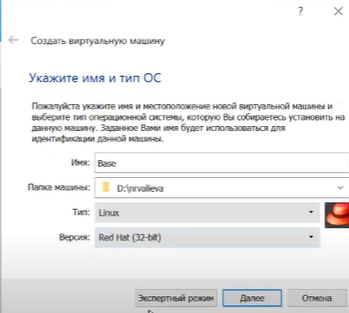 ?
Создать виртуальную машину
Укажите имя и тип ОС
Пожалуйста укажите имя и местоположение новой виртуальной машины и
выберите тип операционной системы, которую Вы собираетесь установить на
данную машину. Заданное Вами имя будет использоваться для
идентификации данной машины.
Имя: Base
Папка машины: D:\nrvalieva
Тип: Linux
Версия: Red Hat (32-bit)
Экспертный режим Далее Отмена